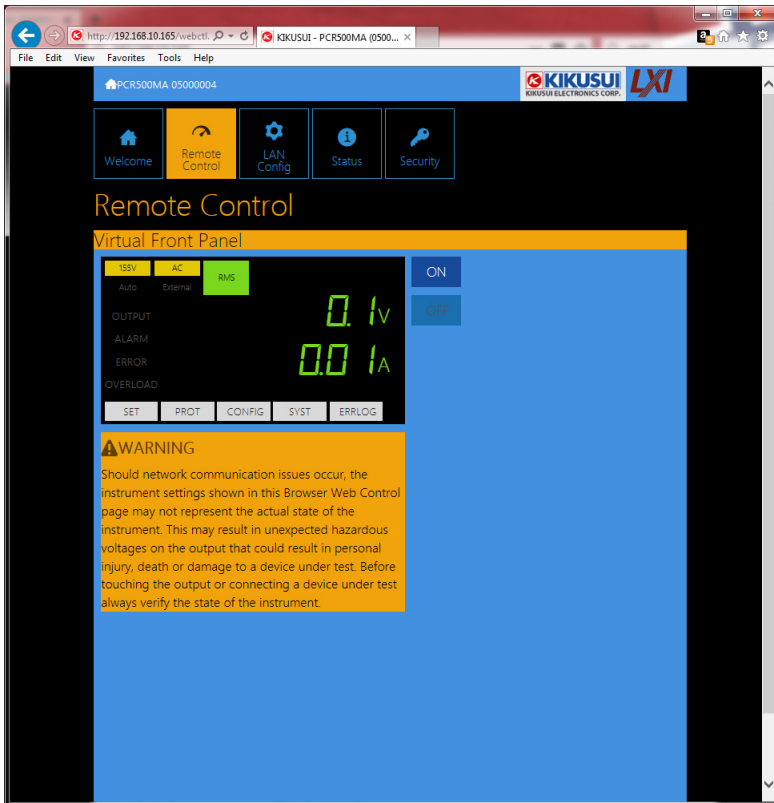 http://192.168.10.165/webctl.
KIKUSUI - PCR500MA (0500...
File Edit View Favorites Tools Help
PCR500MA 05000004
KIKUSUI
KIKUSUI ELECTRONICS CORP.
LXI
Welcome
Remote
Control
LAN
Config
Status
Security
Remote Control
Virtual Front Panel
155V AC RMS
Auto External
ON
OFF
OUTPUT
0.1V
ALARM
ERROR
0.01A
OVERLOAD
SET PROT CONFIG SYST ERRLOG
WARNING
Should network communication issues occur, the
instrument settings shown in this Browser Web Control
page may not represent the actual state of the
instrument. This may result in unexpected hazardous
voltages on the output that could result in personal
injury, death or damage to a device under test. Before
touching the output or connecting a device under test
always verify the state of the instrument.